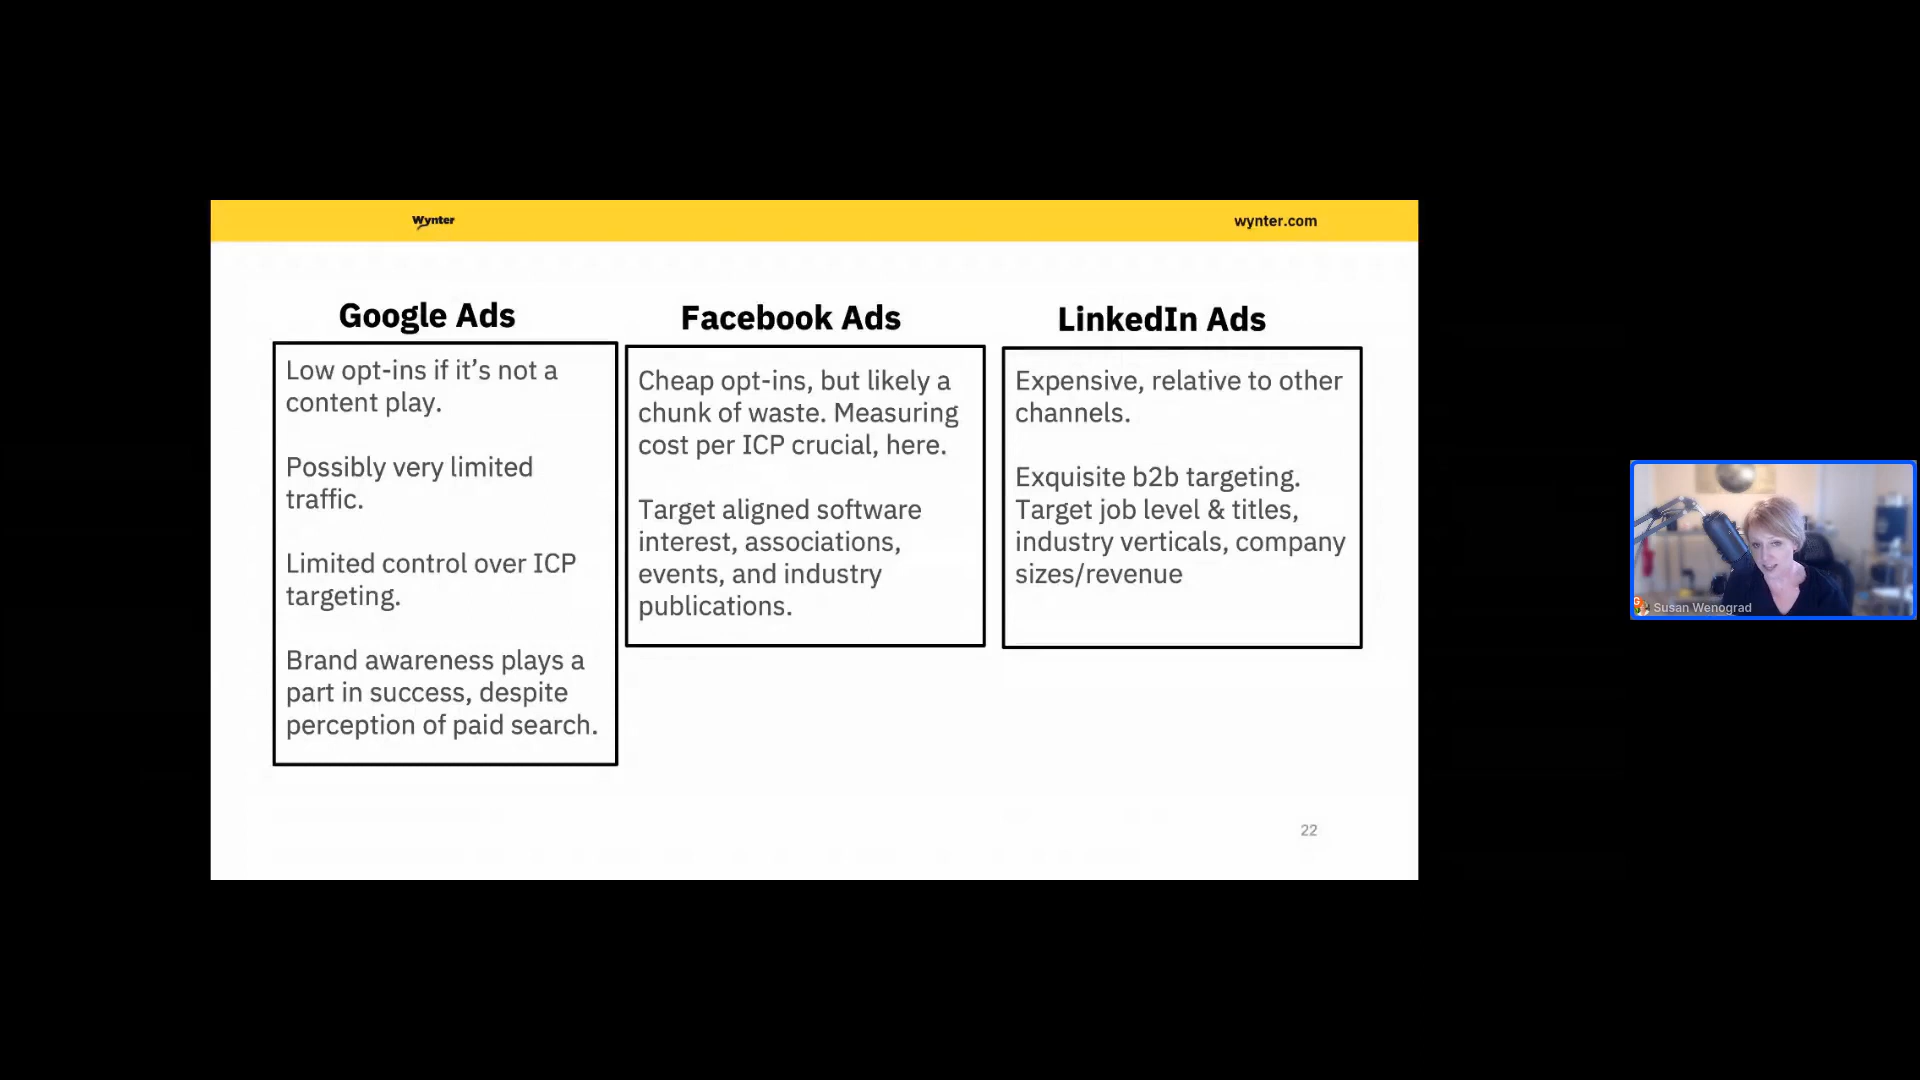 Wynter
wynter.com
Google Ads
Low opt-ins if it’s not a
content play.
Possibly very limited
traffic.
Limited control over ICP
targeting.
Brand awareness plays a
part in success, despite
perception of paid search.
Facebook Ads
Cheap opt-ins, but likely a
chunk of waste. Measuring
cost per ICP crucial, here.
Target aligned software
interest, associations,
events, and industry
publications.
LinkedIn Ads
Expensive, relative to other
channels.
Exquisite b2b targeting.
Target job level & titles,
industry verticals, company
sizes/revenue
22
Susan Wenograd